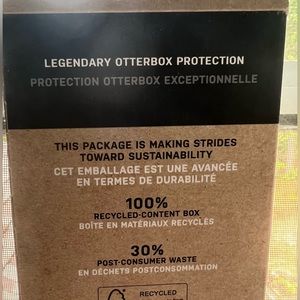 LEGENDARY OTTERBOX PROTECTION
PROTECTION OTTERBOX EXCEPTIONNELLE
THIS PACKAGE IS MAKING STRIDES
TOWARD SUSTAINABILITY
CET EMBALLAGE EST UNE AVANCÉE
EN TERMES DE DURABILITÉ
100%
RECYCLED-CONTENT BOX
BOÎTE EN MATÉRIAUX RECYCLÉS
30%
POST-CONSUMER WASTE
EN DÉCHETS POSTCONSOMMATION
RECYCLED